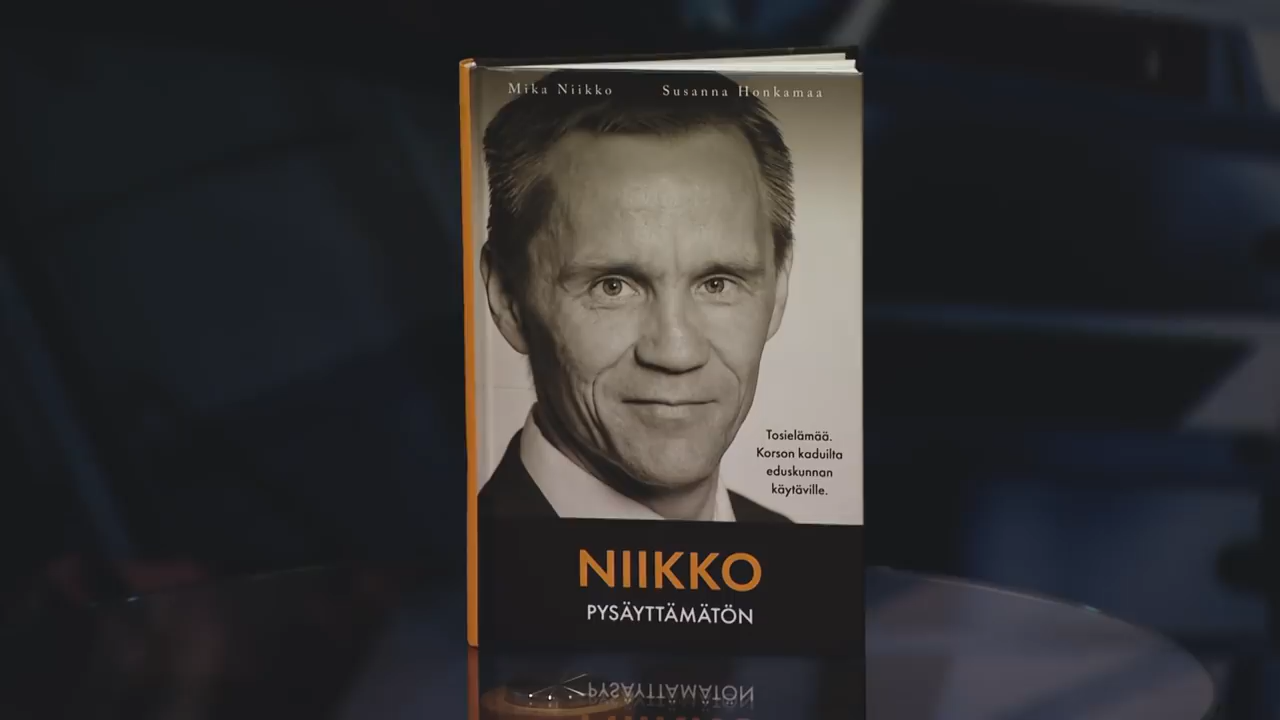 Mika Niikko Susanna Honkamaa
Tosielämää.
Korson kaduilta
eduskunnan
käytäville.
NIIKKO
PYSÄYTTÄMÄTÖN